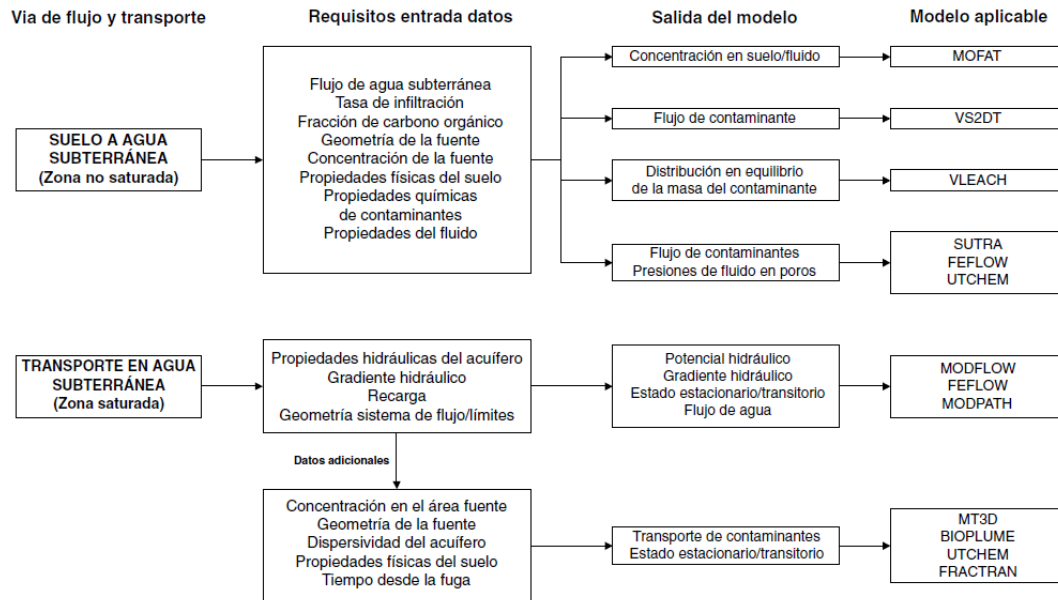 Via de flujo y transporte
Requisitos entrada datos
Salida del modelo
Modelo aplicable
SUELO A AGUA
SUBTERRÁNEA
(Zona no saturada)
Flujo de agua subterránea
Tasa de infiltración
Fracción de carbono orgánico
Geometría de la fuente
Concentración de la fuente
Propiedades físicas del suelo
Propiedades químicas
de contaminantes
Propiedades del fluido
Concentración en suelo/fluido
MOFAT
Flujo de contaminante
VS2DT
Distribución en equilibrio
de la masa del contaminante
VLEACH
Flujo de contaminantes
Presiones de fluido en poros
SUTRA
FEFLOW
UTCHEM
TRANSPORTE EN AGUA
SUBTERRÁNEA
(Zona saturada)
Propiedades hidráulicas del acuífero
Gradiente hidráulico
Recarga
Geometría sistema de flujo/límites
Potencial hidráulico
Gradiente hidráulico
Estado estacionario/transitorio
Flujo de agua
MODFLOW
FEFLOW
MODPATH
Datos adicionales
Concentración en el área fuente
Geometría de la fuente
Dispersividad del acuífero
Propiedades físicas del suelo
Tiempo desde la fuga
Transporte de contaminantes
Estado estacionario/transitorio
MT3D
BIOPLUME
UTCHEM
FRACTRAN